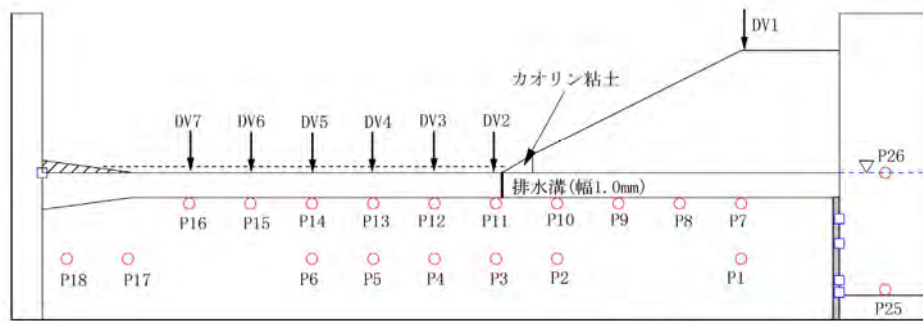 DV1
カオリン粘土
DV7 DV6 DV5 DV4 DV3 DV2
P26
排水溝(幅1.0mm)
P16 P15 P14 P13 P12 P11 P10 P9 P8 P7
P18 P17 P6 P5 P4 P3 P2 P1
P25